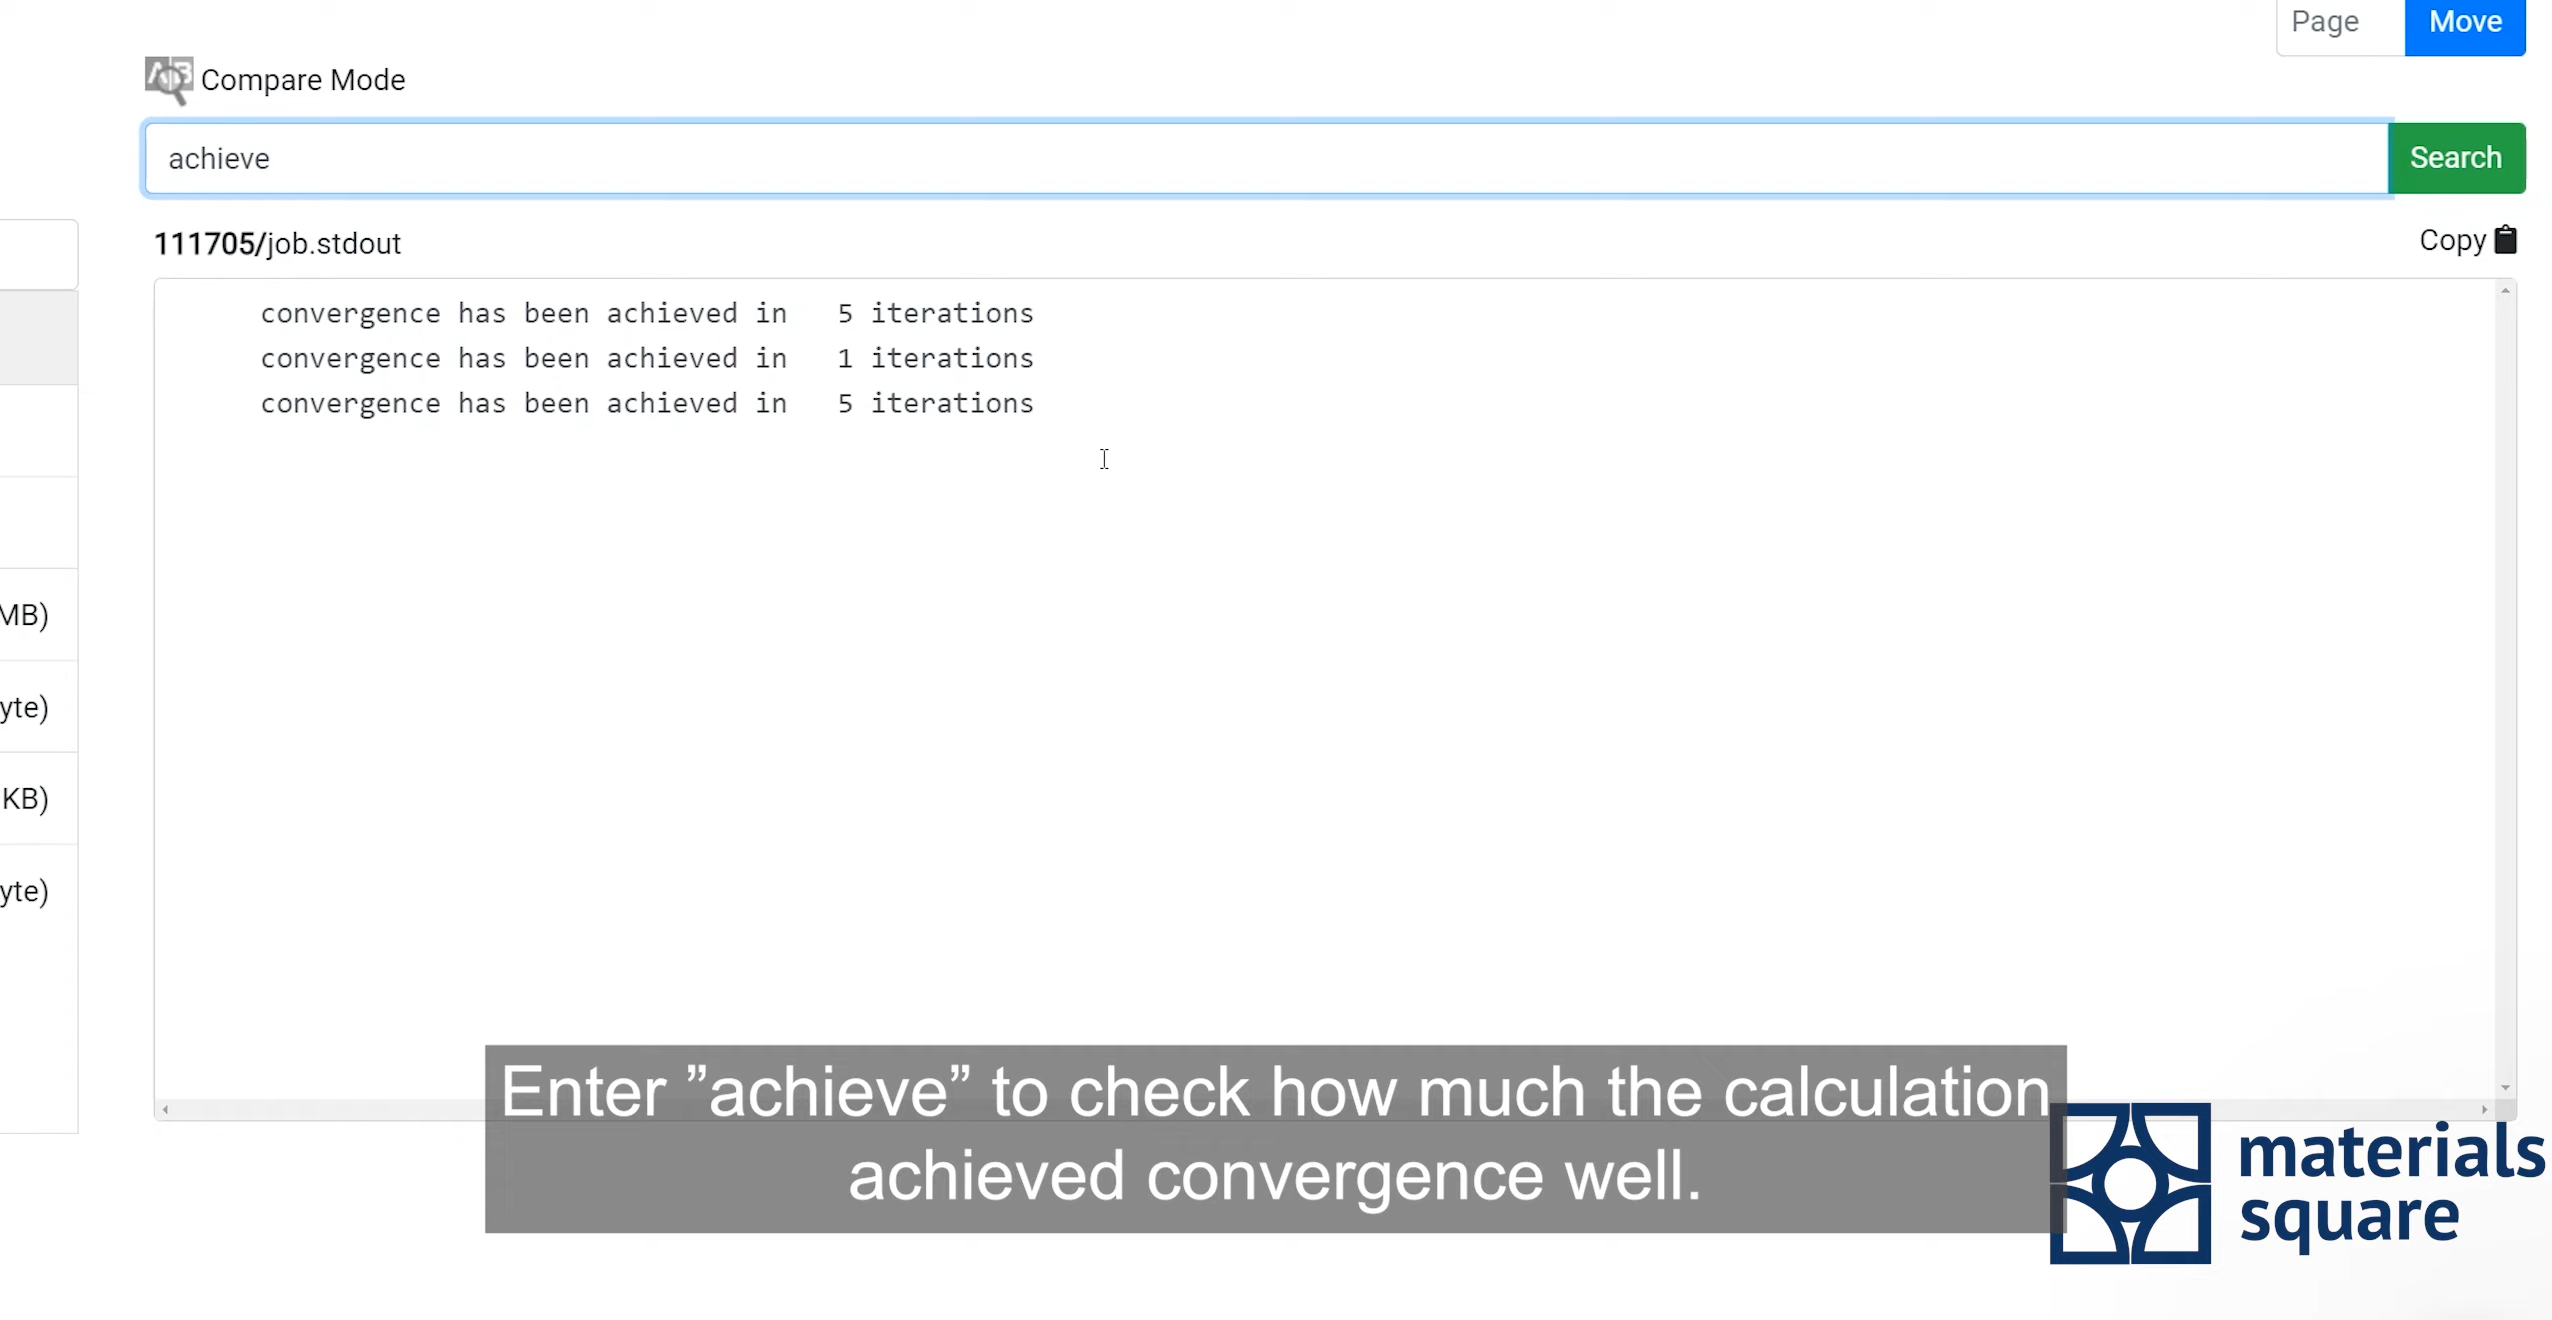 Page Move
Compare Mode
achieve Search
111705/job.stdout Copy
convergence has been achieved in   5 iterations
convergence has been achieved in   1 iterations
convergence has been achieved in   5 iterations
MB)
yte)
KB)
yte)
Enter ”achieve” to check how much the calculation
achieved convergence well.
materials
square